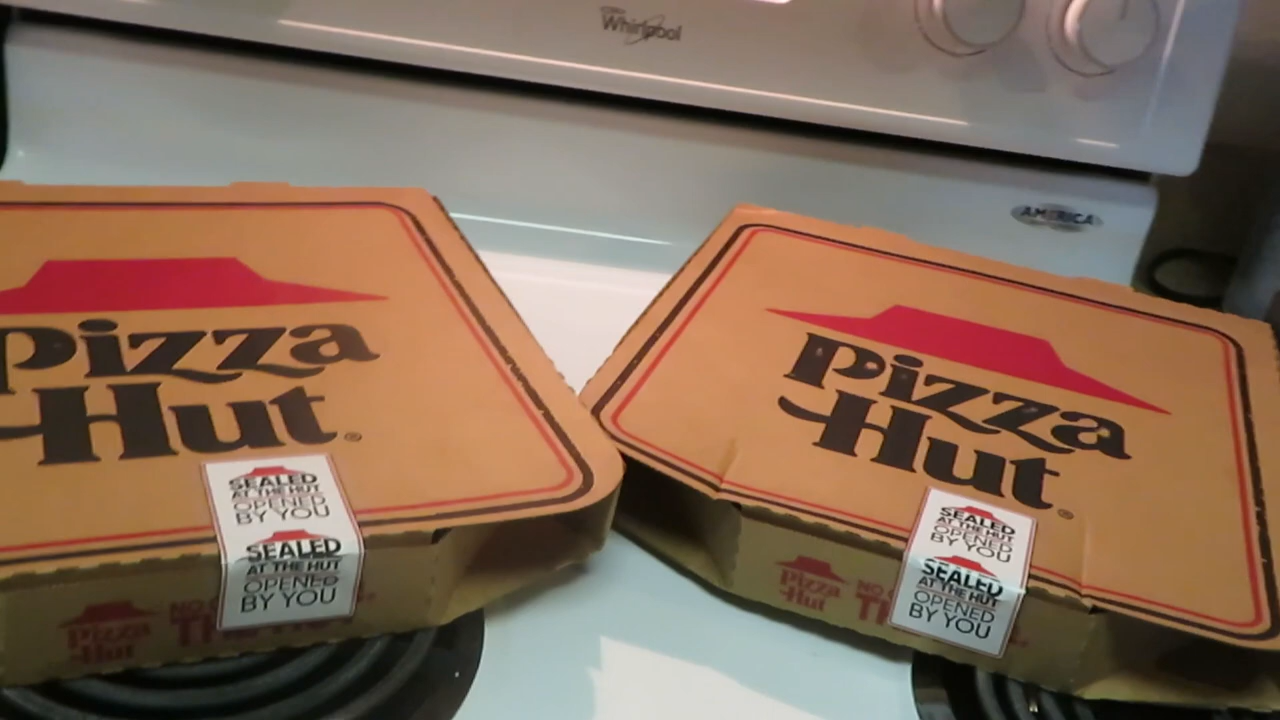 Whirlpool
AMERICA
Pizza
Hut®
SEALED
AT THE HUT
OPENED
BY YOU
SEALED
AT THE HUT
OPENED
BY YOU
Pizza
Hut
Pizza
Hut®
SEALED
AT THE HUT
OPENED
BY YOU
SEALED
AT THE HUT
OPENED
BY YOU
Pizza
Hut